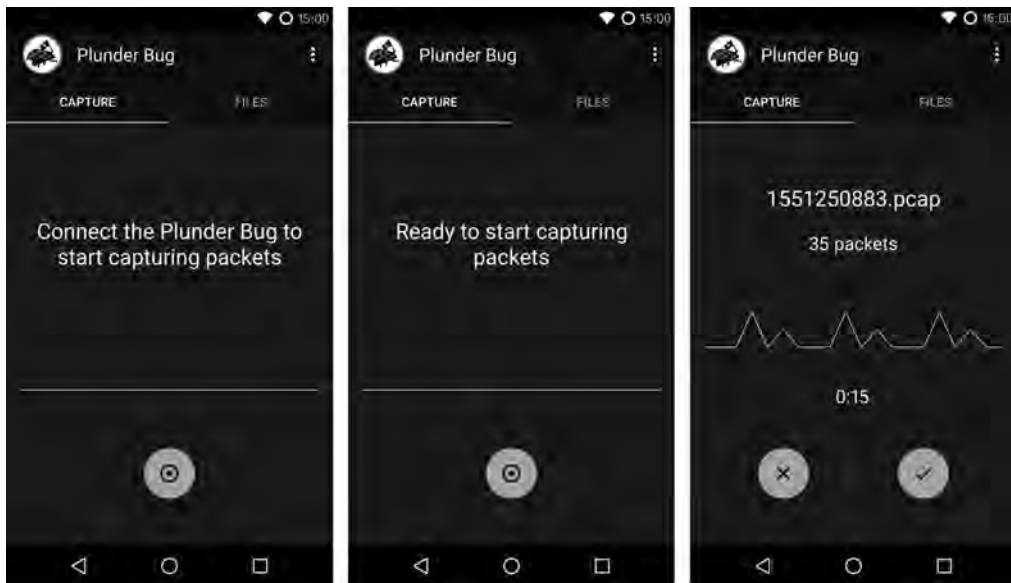 15:00
Plunder Bug
CAPTURE FILES
Connect the Plunder Bug to
start capturing packets
15:00
Plunder Bug
CAPTURE FILES
Ready to start capturing
packets
Plunder Bug
CAPTURE FILES
1551250883.pcap
35 packets
0:15